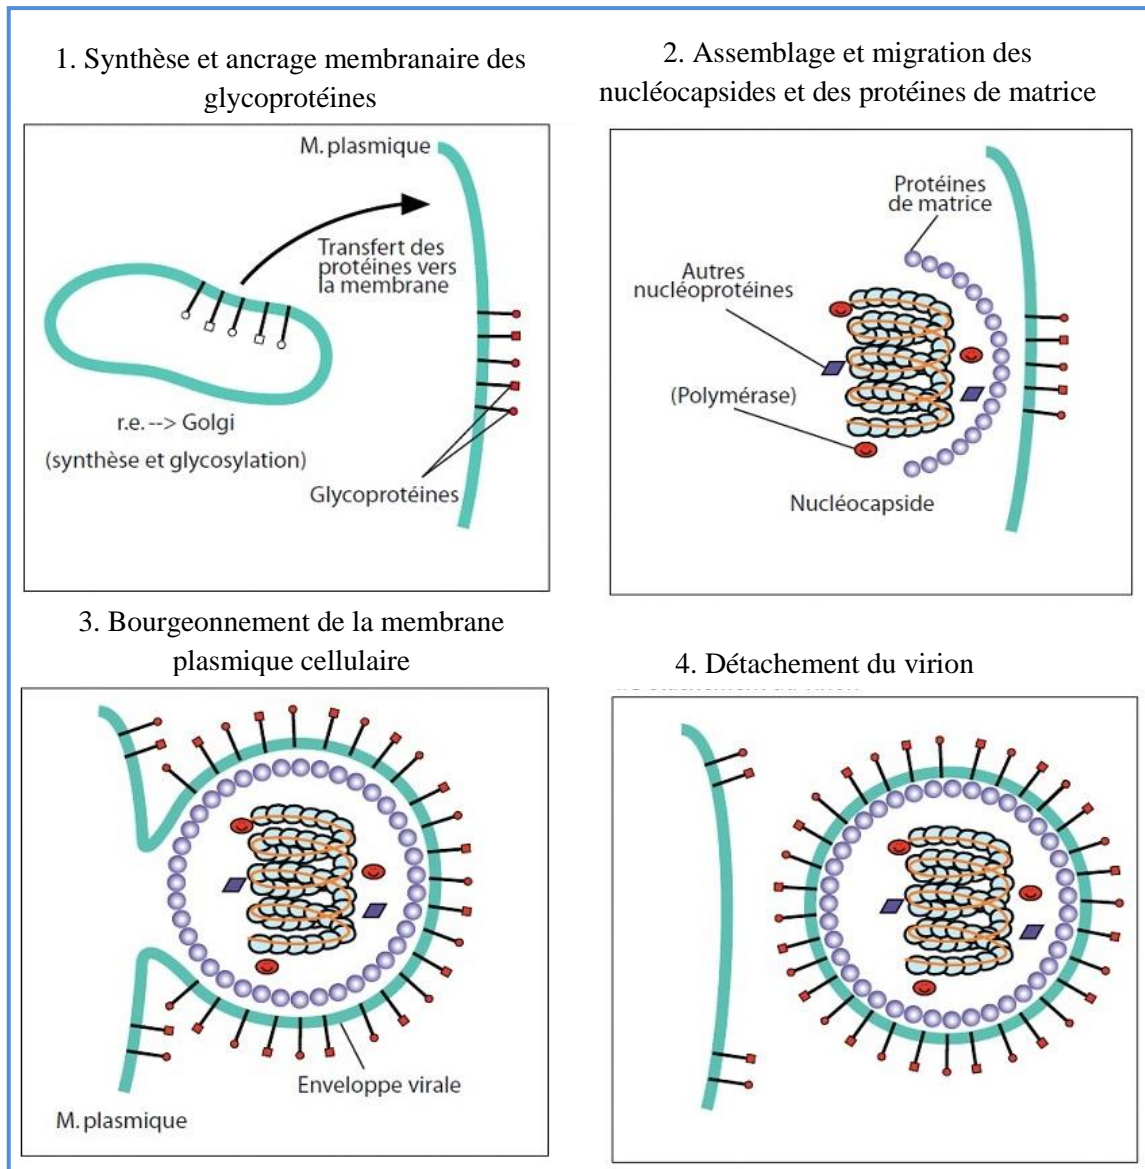 1. Synthèse et ancrage membranaire des
glycoprotéines
M. plasmique
Transfert des
protéines vers
la membrane
r.e. --> Golgi
(synthèse et glycosylation)
Glycoprotéines
2. Assemblage et migration des
nucléocapsides et des protéines de matrice
Protéines
de matrice
Autres
nucléoprotéines
(Polymérase)
Nucléocapside
3. Bourgeonnement de la membrane
plasmique cellulaire
Enveloppe virale
M. plasmique
4. Détachement du virion